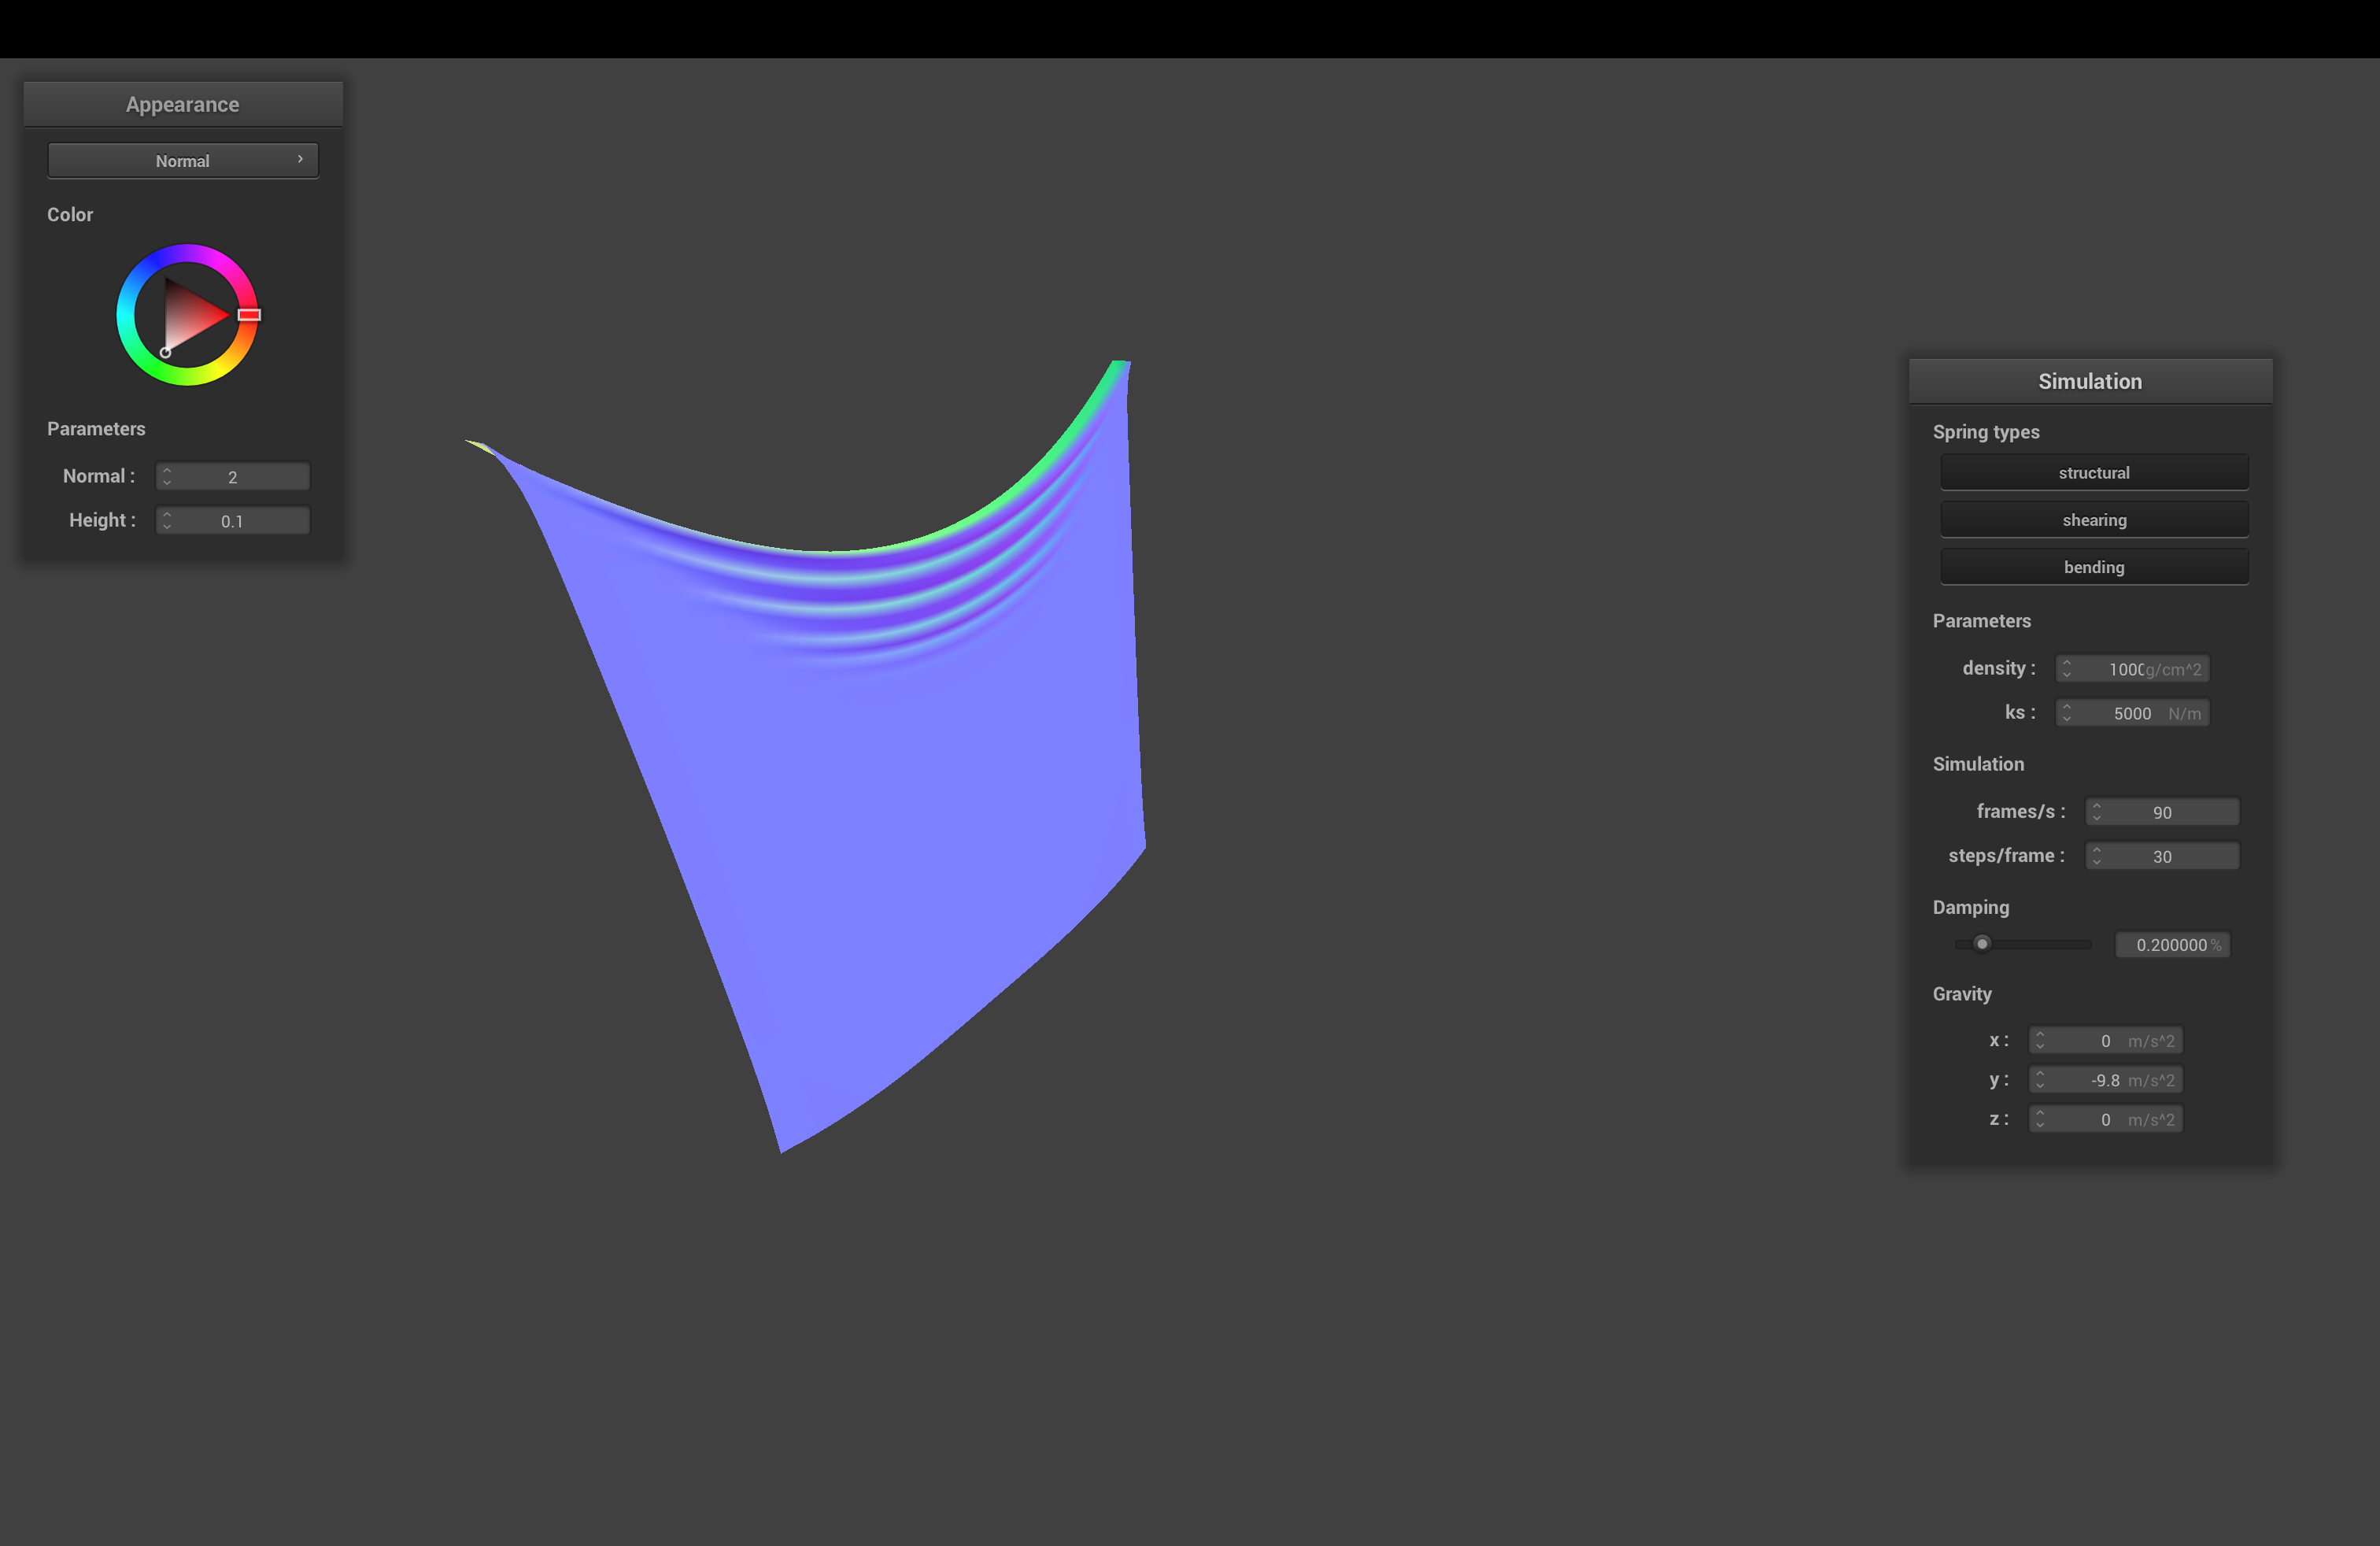 Appearance
Normal
Color
Parameters
Normal : 2
Height : 0.1
Simulation
Spring types
structural
shearing
bending
Parameters
density : 1000g/cm^2
ks : 5000 N/m
Simulation
frames/s : 90
steps/frame : 30
Damping
0.200000 %
Gravity
x : 0 m/s^2
y : -9.8 m/s^2
z : 0 m/s^2